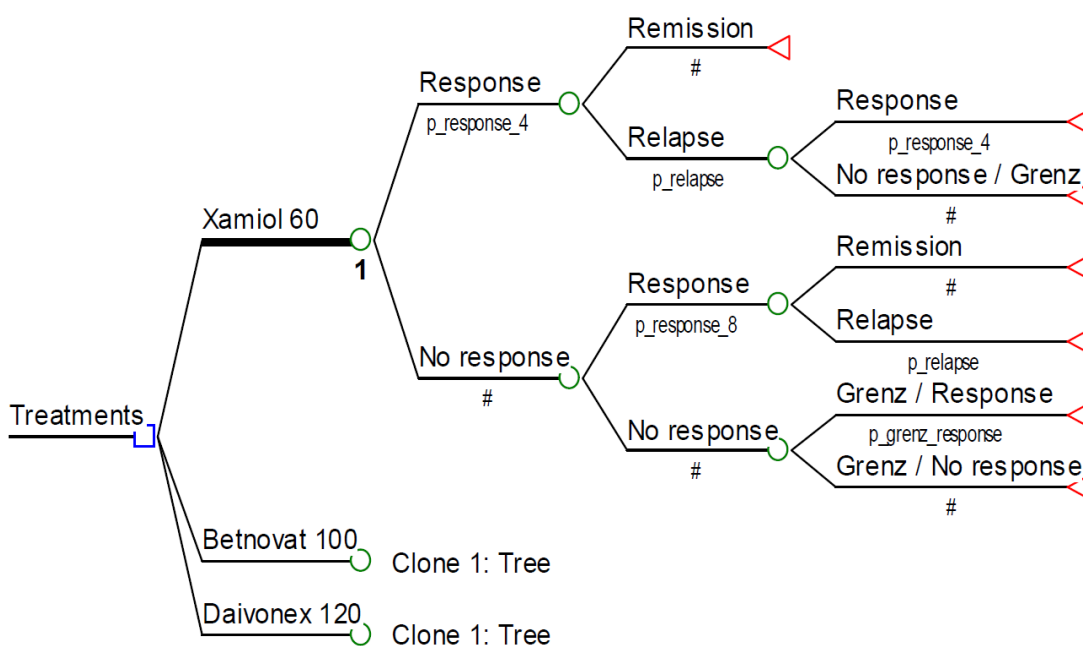 Remission
#
Response
p_response_4
Response
p_response_4
Relapse
p_relapse
No response / Grenz
#
Xamiol 60
1
Remission
#
Response
p_response_8
Relapse
p_relapse
No response
#
Grenz / Response
p_grenz_response
No response
#
Grenz / No response
#
Treatments
Betnovat 100
Clone 1: Tree
Daivonex 120
Clone 1: Tree